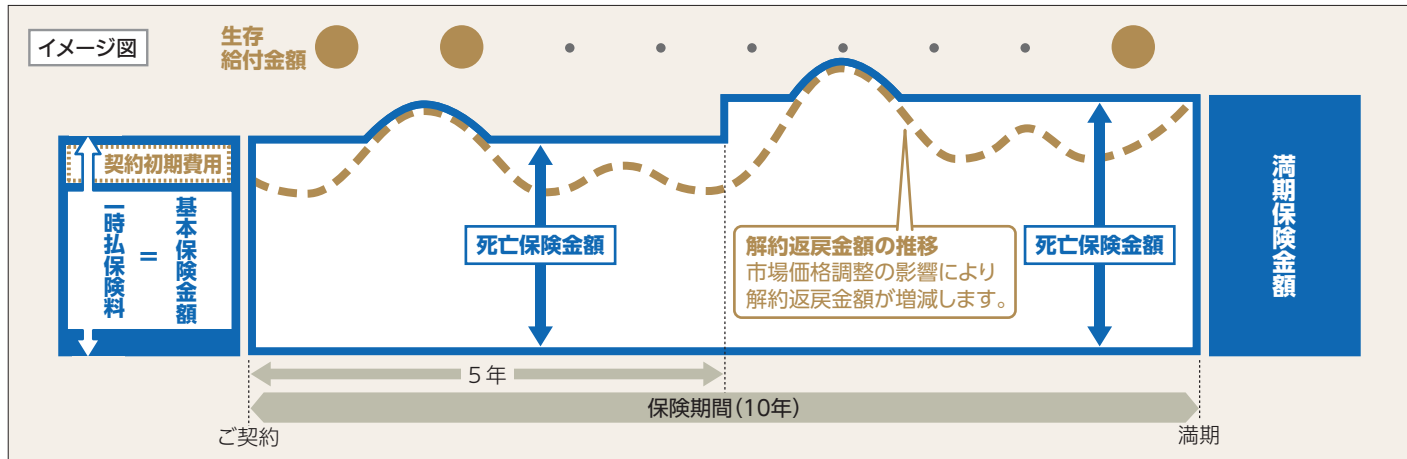 イメージ図
生存
給付金額
契約初期費用
一時払保険料
=
基本保険金額
死亡保険金額
解約返戻金額の推移
市場価格調整の影響により
解約返戻金額が増減します。
死亡保険金額
満期保険金額
5年
保険期間(10年)
ご契約
満期